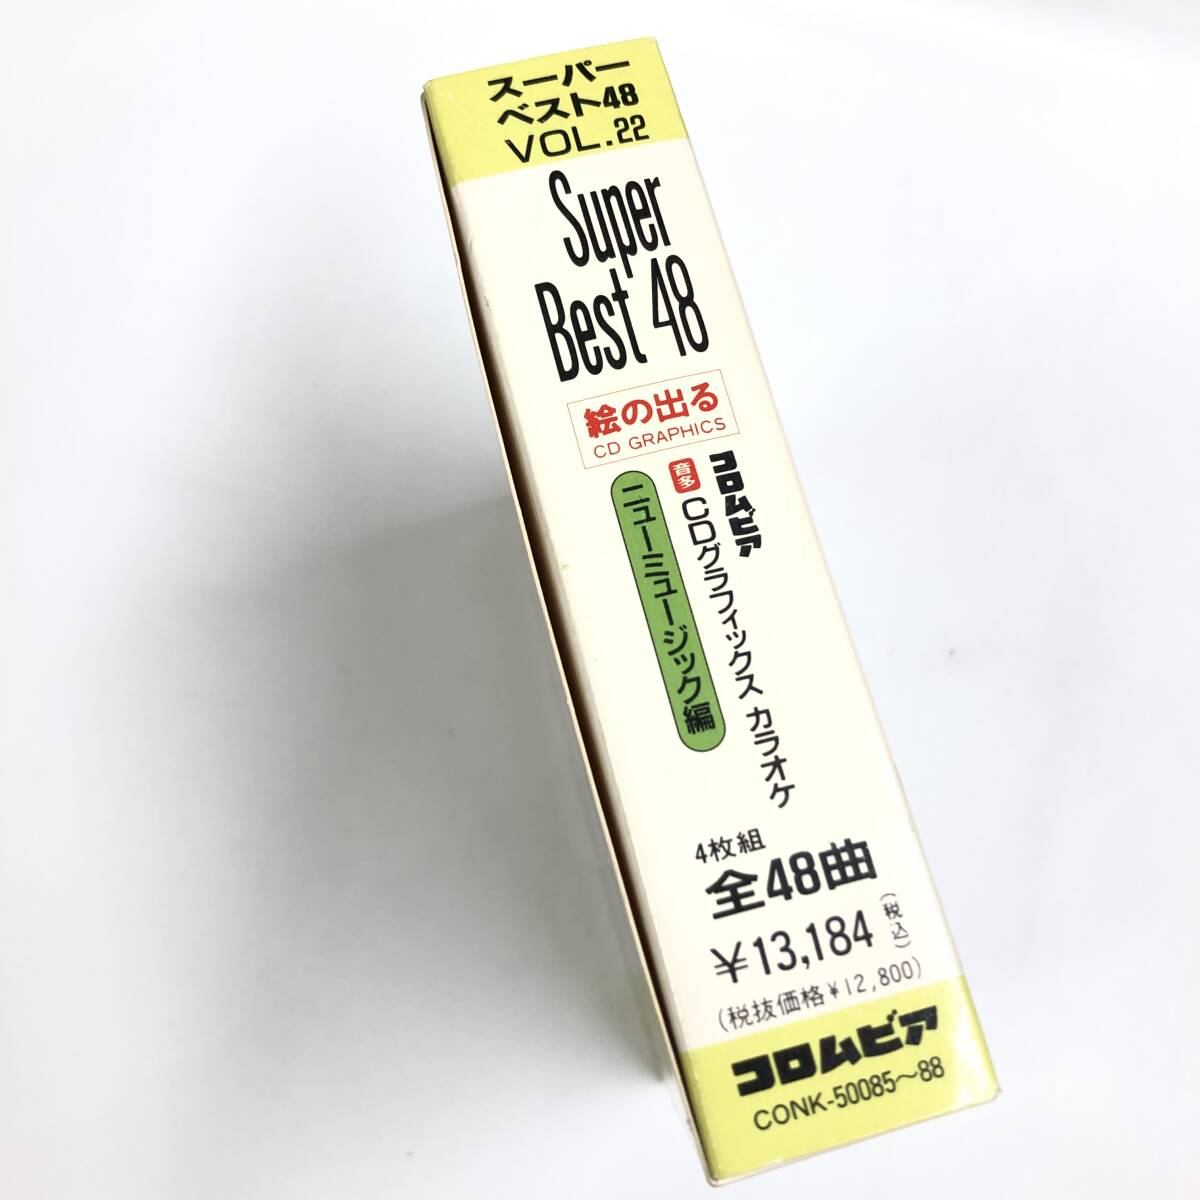 スーパー
ベスト48
VOL.22
Super
Best 48
絵の出る
CD GRAPHICS
コロムビア
音多 CDグラフィックス カラオケ
ニューミュージック編
4枚組
全48曲
¥13,184(税込)
(税抜価格¥12,800)
コロムビア
CONK-50085〜88